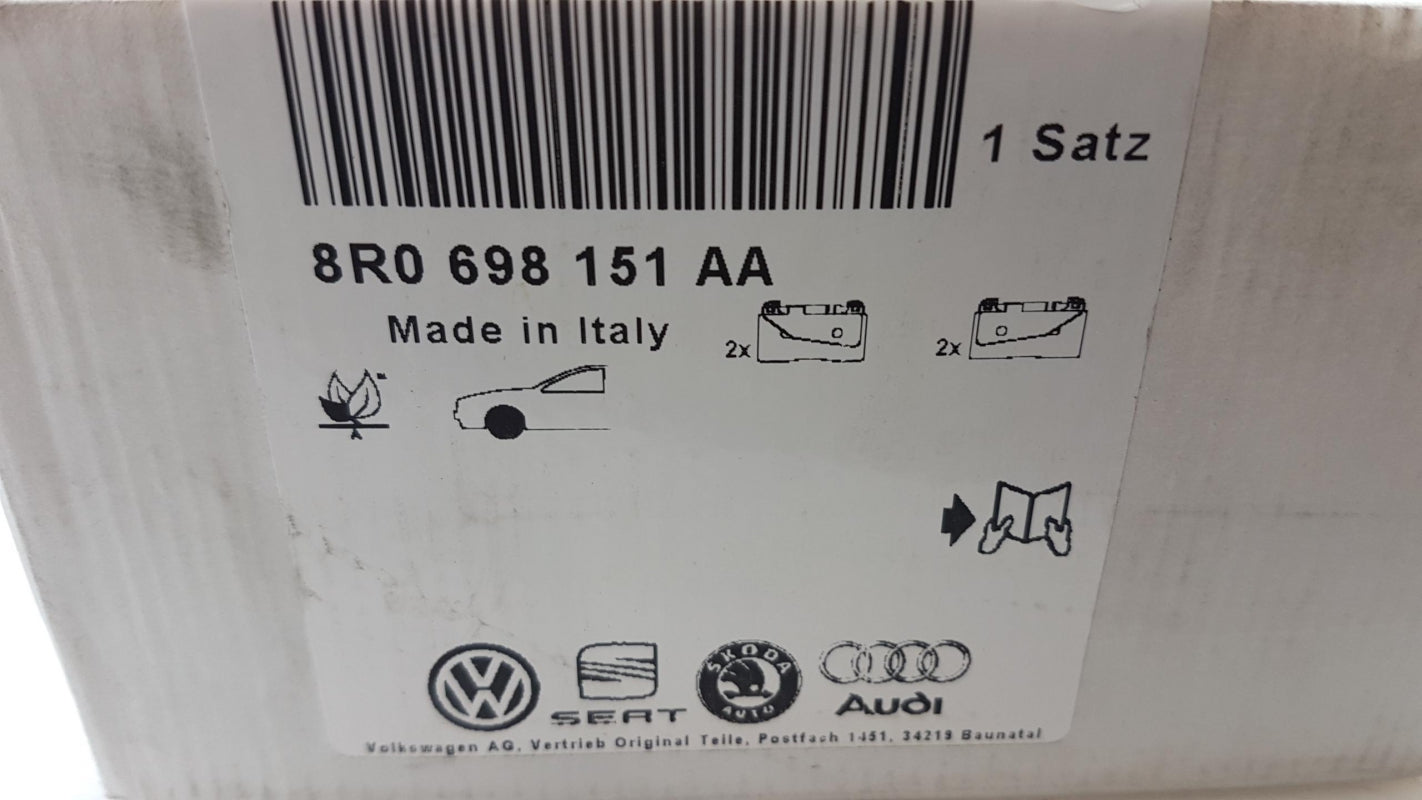 1 Satz
8R0 698 151 AA
Made in Italy
2x
2x
SEAT
ŠKODA
AUTO
Audi
Volkswagen AG, Vertrieb Original Teile, Postfach 1451, 34219 Baunatal